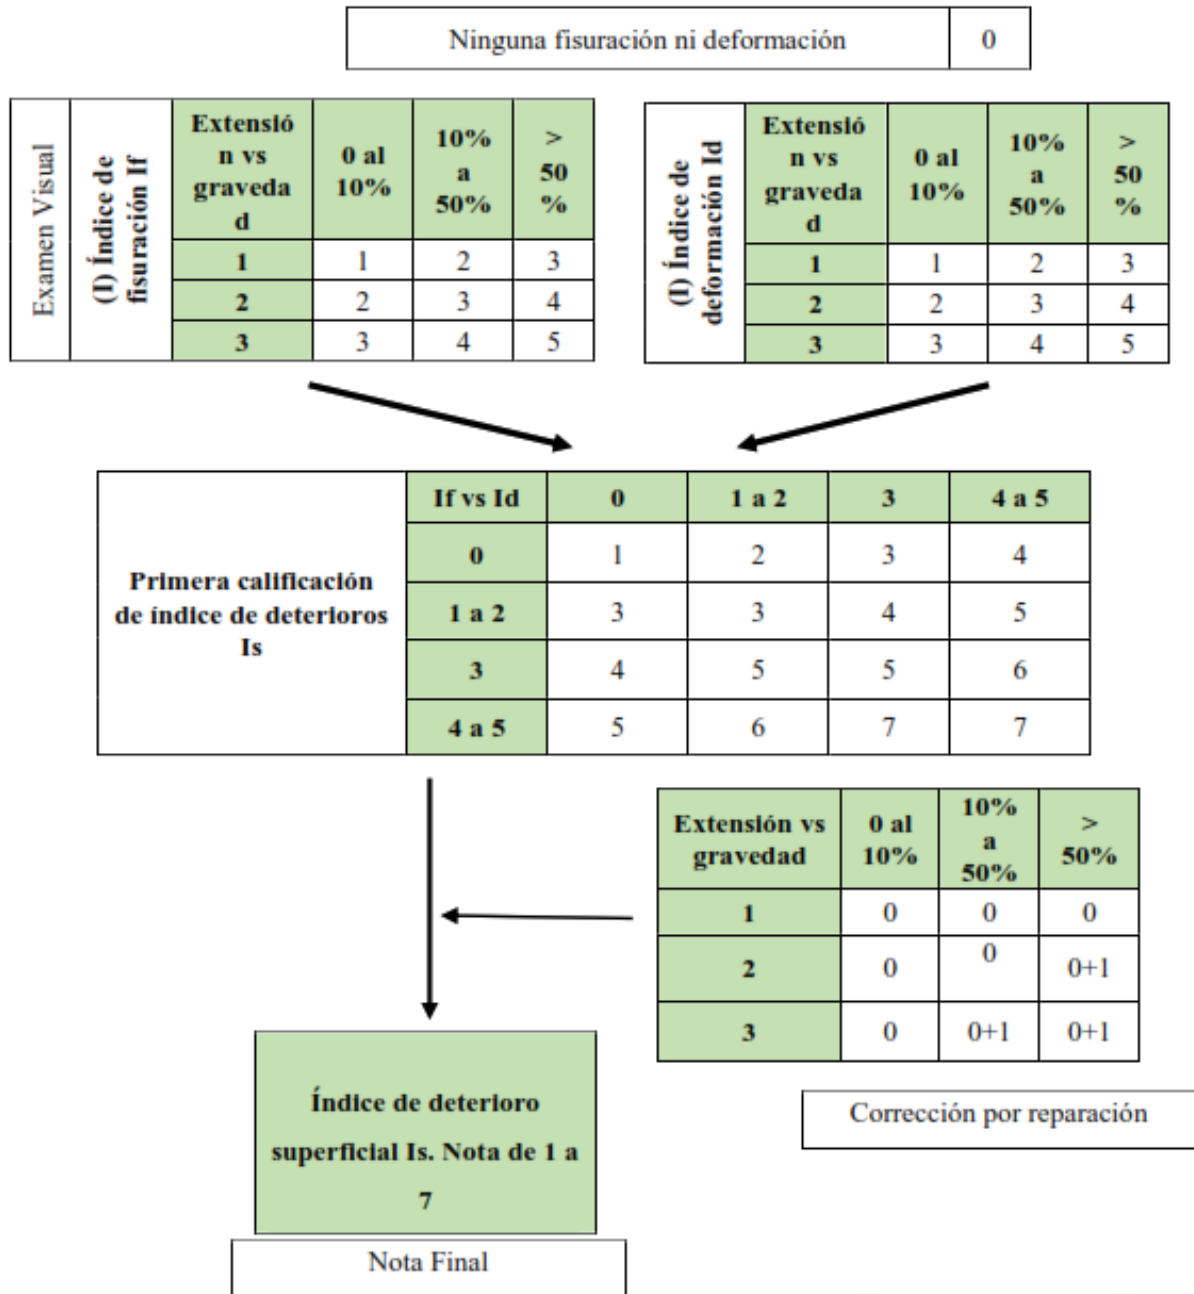 Ninguna fisuración ni deformación 0
Examen Visual
(I) Índice de
fisuración If
Extensió
n vs
graveda
d
0 al
10%
10%
a
50%
>
50
%
1 1 2 3
2 2 3 4
3 3 4 5
(I) Índice de
deformación Id
Extensió
n vs
graveda
d
0 al
10%
10%
a
50%
>
50
%
1 1 2 3
2 2 3 4
3 3 4 5
Primera calificación
de índice de deterioros
Is
If vs Id 0 1 a 2 3 4 a 5
0 1 2 3 4
1 a 2 3 3 4 5
3 4 5 5 6
4 a 5 5 6 7 7
Extensión vs
gravedad
0 al
10%
10%
a
50%
>
50%
1 0 0 0
2 0 0 0+1
3 0 0+1 0+1
Corrección por reparación
Índice de deterioro
superficial Is. Nota de 1 a
7
Nota Final